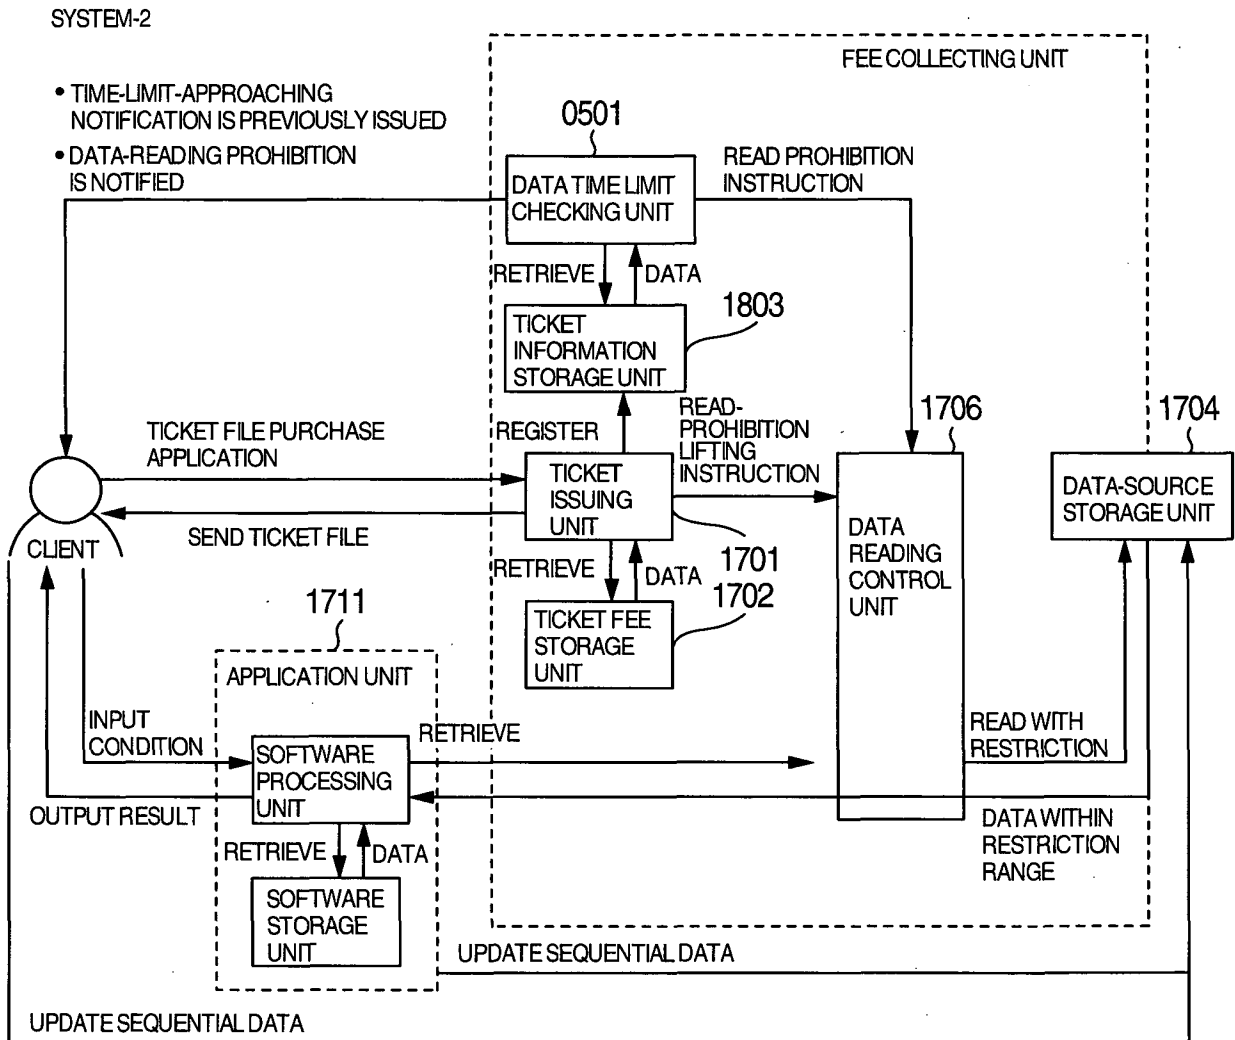 SYSTEM-2
FEE COLLECTING UNIT
• TIME-LIMIT-APPROACHING
NOTIFICATION IS PREVIOUSLY ISSUED
• DATA-READING PROHIBITION
IS NOTIFIED
0501
DATA TIME LIMIT
CHECKING UNIT
READ PROHIBITION
INSTRUCTION
RETRIEVE
DATA
1803
TICKET
INFORMATION
STORAGE UNIT
REGISTER
READ-
PROHIBITION
LIFTING
INSTRUCTION
1706
1704
TICKET FILE PURCHASE
APPLICATION
TICKET
ISSUING
UNIT
DATA-SOURCE
STORAGE UNIT
SEND TICKET FILE
CLIENT
DATA
READING
CONTROL
UNIT
1701
RETRIEVE
DATA
1702
TICKET FEE
STORAGE
UNIT
1711
APPLICATION UNIT
INPUT
CONDITION
SOFTWARE
PROCESSING
UNIT
RETRIEVE
READ WITH
RESTRICTION
OUTPUT RESULT
DATA WITHIN
RESTRICTION
RANGE
RETRIEVE
DATA
SOFTWARE
STORAGE
UNIT
UPDATE SEQUENTIAL DATA
UPDATE SEQUENTIAL DATA